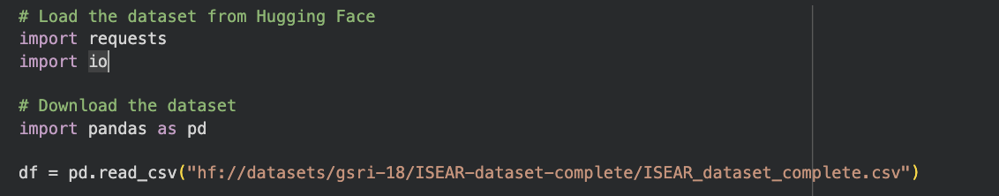 # Load the dataset from Hugging Face
import requests
import io
# Download the dataset
import pandas as pd
df = pd.read_csv("hf://datasets/gsri-18/ISEAR-dataset-complete/ISEAR_dataset_complete.csv")